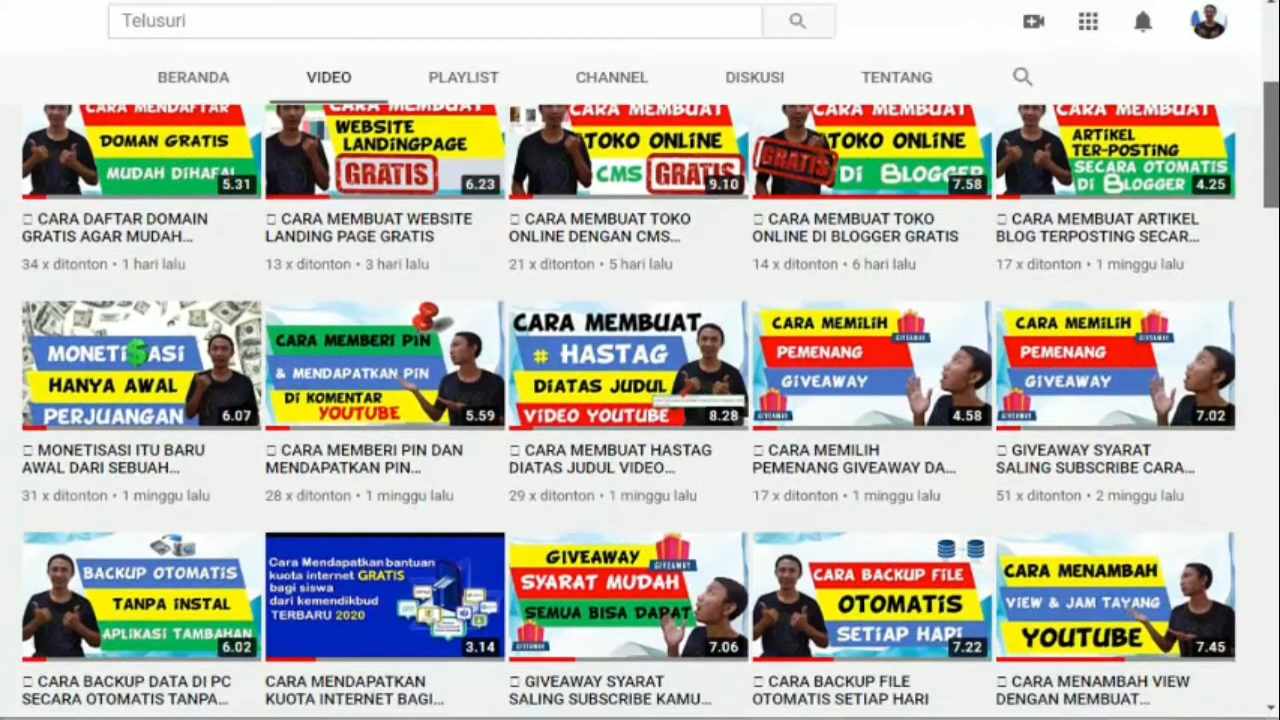 Telusuri
BERANDA VIDEO PLAYLIST CHANNEL DISKUSI TENTANG
CARA MENDAFTAR
DOMAN GRATIS
MUDAH DIHAFAL
5.31
CARA MEMBUAT
WEBSITE
LANDINGPAGE
GRATIS
6.23
CARA MEMBUAT
TOKO ONLINE
CMS GRATIS
9.10
CARA MEMBUAT
TOKO ONLINE
GRATIS
Di BLOGGER
7.58
CARA MEMBUAT
ARTIKEL
TER-POSTING
SECARA OTOMATIS
Di BLOGGER
4.25
CARA DAFTAR DOMAIN
GRATIS AGAR MUDAH...
34 x ditonton • 1 hari lalu
CARA MEMBUAT WEBSITE
LANDING PAGE GRATIS
13 x ditonton • 3 hari lalu
CARA MEMBUAT TOKO
ONLINE DENGAN CMS...
21 x ditonton • 5 hari lalu
CARA MEMBUAT TOKO
ONLINE DI BLOGGER GRATIS
14 x ditonton • 6 hari lalu
CARA MEMBUAT ARTIKEL
BLOG TERPOSTING SECAR...
17 x ditonton • 1 minggu lalu
MONETI$ASI
HANYA AWAL
PERJUANGAN
6.07
CARA MEMBERI PIN
& MENDAPATKAN PIN
Di KOMENTAR
YOUTUBE
5.59
CARA MEMBUAT
# HASTAG
DIATAS JUDUL
VIDEO YOUTUBE
8.28
CARA MEMILIH
PEMENANG
GIVEAWAY
GIVEAWAY
GIVEAWAY
4.58
CARA MEMILIH
PEMENANG
GIVEAWAY
GIVEAWAY
GIVEAWAY
7.02
MONETISASI ITU BARU
AWAL DARI SEBUAH...
31 x ditonton • 1 minggu lalu
CARA MEMBERI PIN DAN
MENDAPATKAN PIN...
28 x ditonton • 1 minggu lalu
CARA MEMBUAT HASTAG
DIATAS JUDUL VIDEO...
29 x ditonton • 1 minggu lalu
CARA MEMILIH
PEMENANG GIVEAWAY DA...
17 x ditonton • 1 minggu lalu
GIVEAWAY SYARAT
SALING SUBSCRIBE CARA...
51 x ditonton • 2 minggu lalu
BACKUP OTOMATIS
TANPA INSTAL
APLIKASI TAMBAHAN
6.02
Cara Mendapatkan bantuan
kuota internet GRATIS
bagi siswa
dari kemendikbud
TERBARU 2020
3.14
GIVEAWAY
GIVEAWAY
SYARAT MUDAH
SEMUA BISA DAPAT
GIVEAWAY
7.06
CARA BACKUP FILE
OTOMATIS
SETIAP HARI
7.22
CARA MENAMBAH
VIEW & JAM TAYANG
YOUTUBE
7.45
CARA BACKUP DATA DI PC
SECARA OTOMATIS TANPA...
CARA MENDAPATKAN
KUOTA INTERNET BAGI...
GIVEAWAY SYARAT
SALING SUBSCRIBE KAMU...
CARA BACKUP FILE
OTOMATIS SETIAP HARI
CARA MENAMBAH VIEW
DENGAN MEMBUAT...